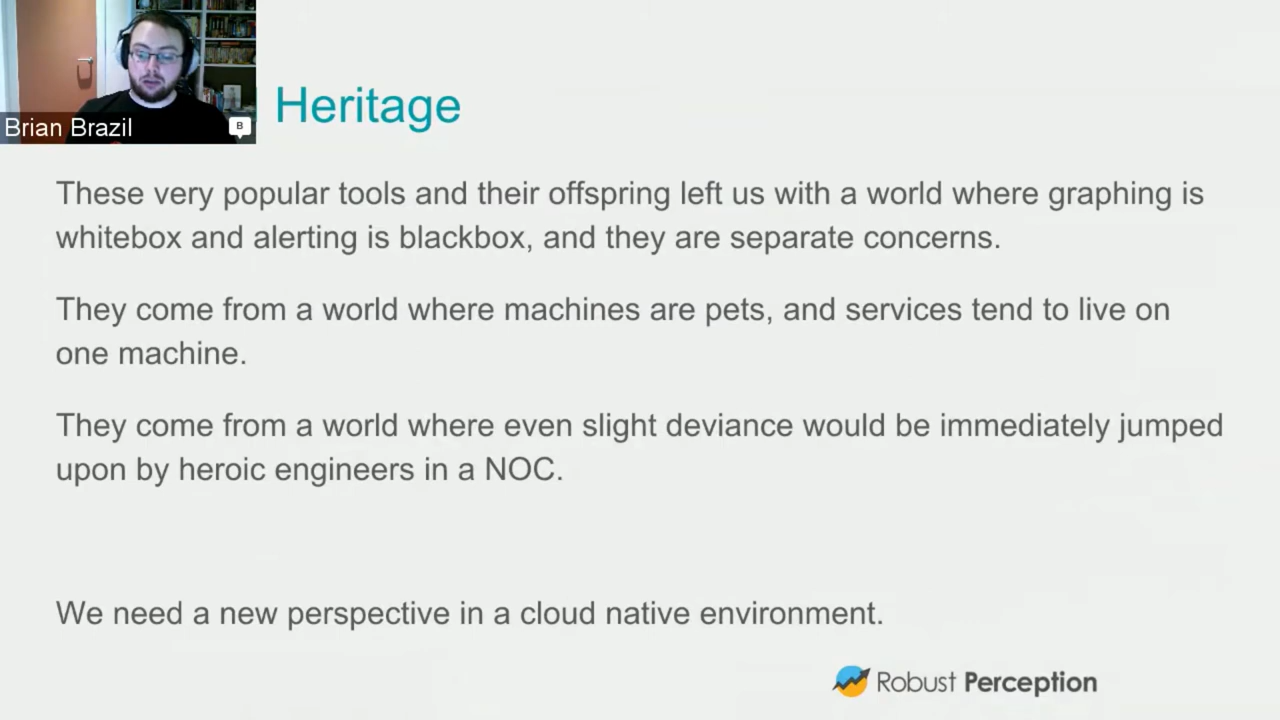 Brian Brazil
B
Heritage
These very popular tools and their offspring left us with a world where graphing is
whitebox and alerting is blackbox, and they are separate concerns.
They come from a world where machines are pets, and services tend to live on
one machine.
They come from a world where even slight deviance would be immediately jumped
upon by heroic engineers in a NOC.
We need a new perspective in a cloud native environment.
Robust Perception